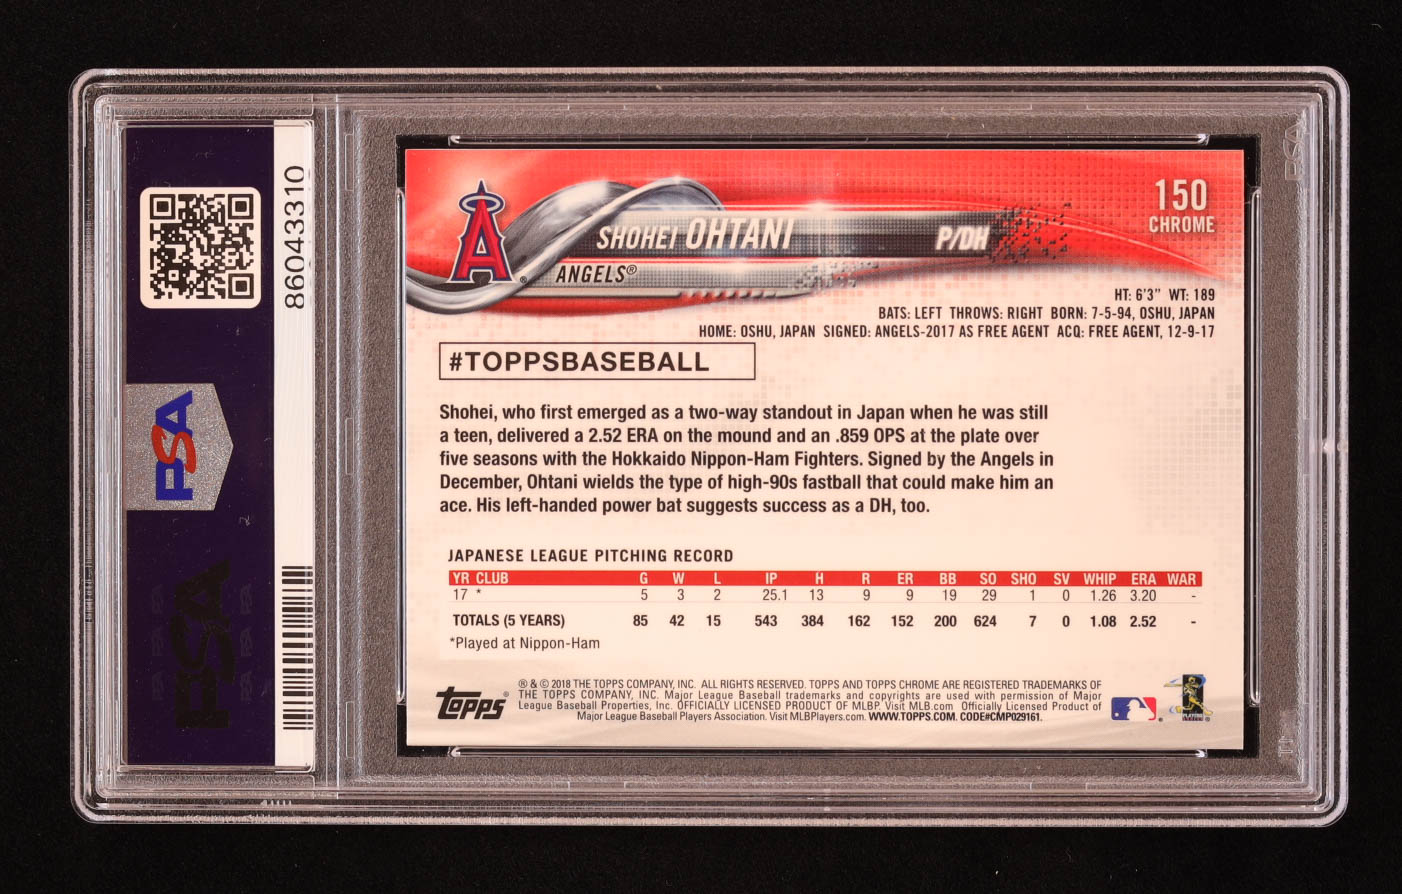 86043310
PSA
PSA
150
CHROME
SHOHEI OHTANI
P/DH
A
ANGELS®
HT: 6'3" WT: 189
BATS: LEFT THROWS: RIGHT BORN: 7-5-94, OSHU, JAPAN
HOME: OSHU, JAPAN SIGNED: ANGELS-2017 AS FREE AGENT ACQ: FREE AGENT, 12-9-17
#TOPPSBASEBALL
Shohei, who first emerged as a two-way standout in Japan when he was still
a teen, delivered a 2.52 ERA on the mound and an .859 OPS at the plate over
five seasons with the Hokkaido Nippon-Ham Fighters. Signed by the Angels in
December, Ohtani wields the type of high-90s fastball that could make him an
ace. His left-handed power bat suggests success as a DH, too.
JAPANESE LEAGUE PITCHING RECORD
YR CLUB G W L IP H R ER BB SO SHO SV WHIP ERA WAR
17 * 5 3 2 25.1 13 9 9 19 29 1 0 1.26 3.20 -
TOTALS (5 YEARS) 85 42 15 543 384 162 152 200 624 7 0 1.08 2.52 -
*Played at Nippon-Ham
Topps®
® & © 2018 THE TOPPS COMPANY, INC. ALL RIGHTS RESERVED. TOPPS AND TOPPS CHROME ARE REGISTERED TRADEMARKS OF
THE TOPPS COMPANY, INC. Major League Baseball trademarks and copyrights are used with permission of Major
League Baseball Properties, Inc. OFFICIALLY LICENSED PRODUCT OF MLBP. Visit MLB.com Officially Licensed Product of
Major League Baseball Players Association. Visit MLBPlayers.com. WWW.TOPPS.COM. CODE#CMP029161.